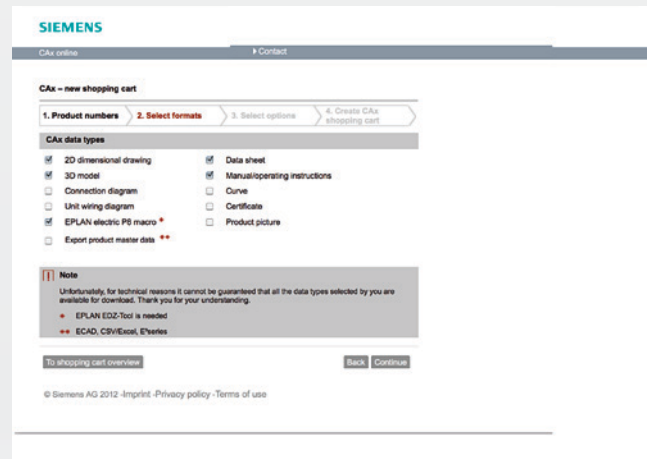 SIEMENS
CAx online
Contact
CAx – new shopping cart
1. Product numbers
2. Select formats
3. Select options
4. Create CAx
shopping cart
CAx data types
2D dimensional drawing
Data sheet
3D model
Manual/operating instructions
Connection diagram
Curve
Unit wiring diagram
Certificate
EPLAN electric P8 macro *
Product picture
Export product master data **
! Note
Unfortunately, for technical reasons it cannot be guaranteed that all the data types selected by you are
available for download. Thank you for your understanding.
* EPLAN EDZ-Tool is needed
** ECAD, CSV/Excel, E³series
To shopping cart overview
Back
Continue
© Siemens AG 2012 -Imprint -Privacy policy -Terms of use